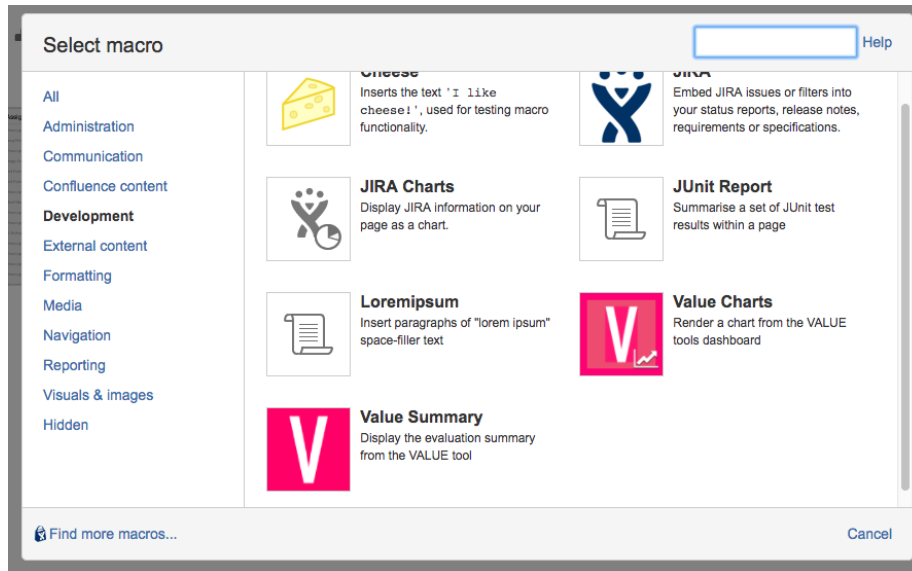 Select macro
Help
All
Administration
Communication
Confluence content
Development
External content
Formatting
Media
Navigation
Reporting
Visuals & images
Hidden
Cheese
Inserts the text 'I like
cheese!', used for testing macro
functionality.
JIRA
Embed JIRA issues or filters into
your status reports, release notes,
requirements or specifications.
JIRA Charts
Display JIRA information on your
page as a chart.
JUnit Report
Summarise a set of JUnit test
results within a page
Loremipsum
Insert paragraphs of "lorem ipsum"
space-filler text
V
Value Charts
Render a chart from the VALUE
tools dashboard
V
Value Summary
Display the evaluation summary
from the VALUE tool
Find more macros...
Cancel